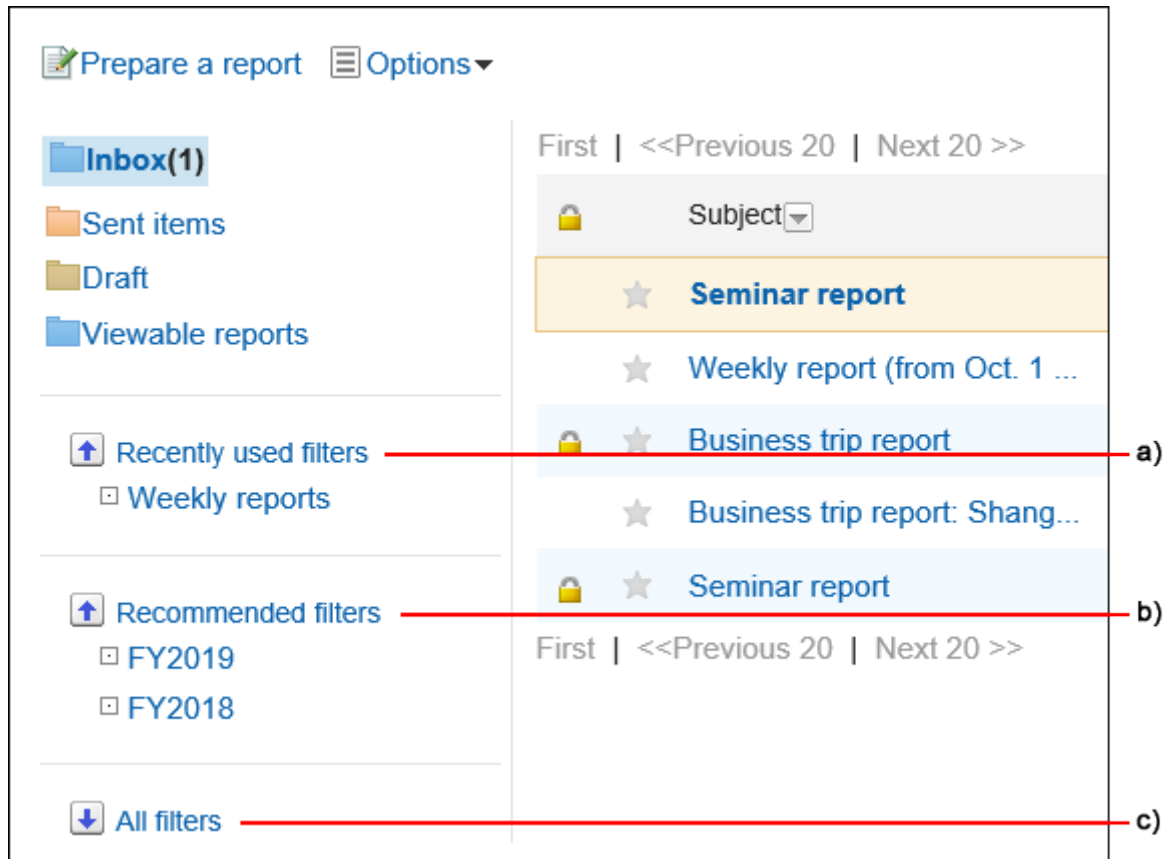 Prepare a report Options
Inbox(1)
Sent items
Draft
Viewable reports
Recently used filters
Weekly reports
Recommended filters
FY2019
FY2018
All filters
First | <<Previous 20 | Next 20 >>
Subject
Seminar report
Weekly report (from Oct. 1 ...
Business trip report
Business trip report: Shang...
Seminar report
First | <<Previous 20 | Next 20 >>
a)
b)
c)